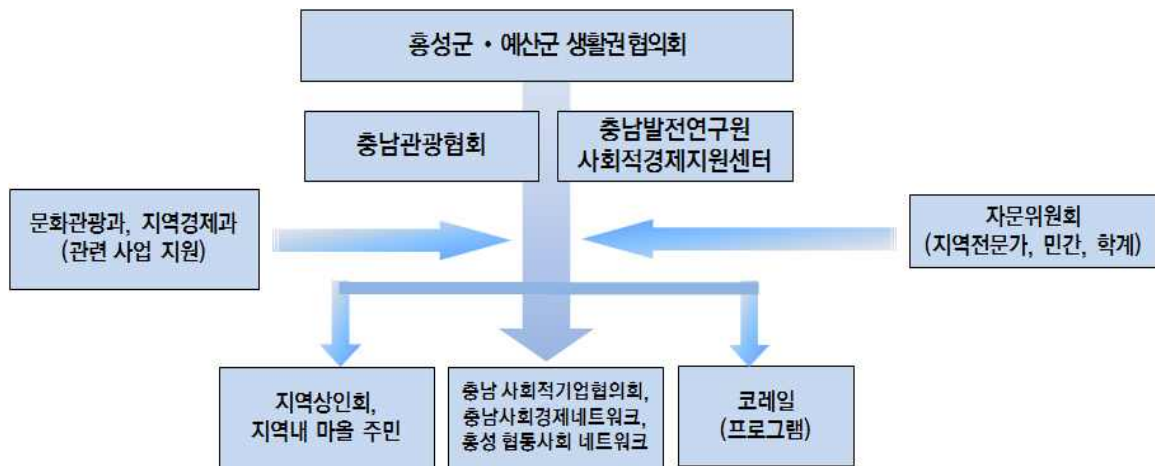 홍성군 • 예산군 생활권협의회
충남관광협회
충남발전연구원
사회적경제지원센터
문화관광과, 지역경제과
(관련 사업 지원)
자문위원회
(지역전문가, 민간, 학계)
지역상인회,
지역내 마을 주민
충남 사회적기업협의회,
충남사회경제네트워크,
홍성 협동사회 네트워크
코레일
(프로그램)